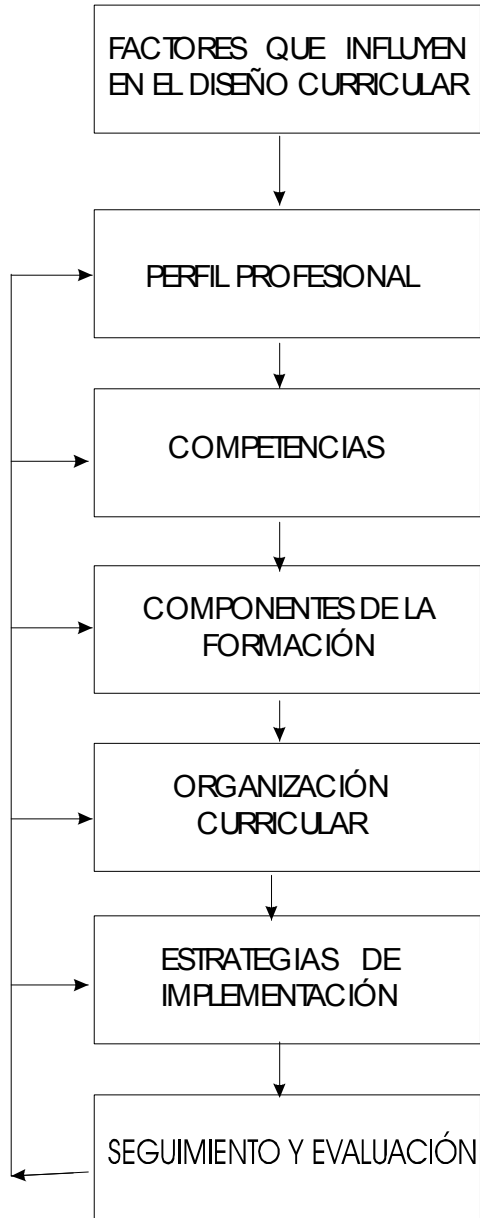 FACTORES QUE INFLUYEN
EN EL DISEÑO CURRICULAR
PERFIL PROFESIONAL
COMPETENCIAS
COMPONENTES DE LA
FORMACIÓN
ORGANIZACIÓN
CURRICULAR
ESTRATEGIAS DE
IMPLEMENTACIÓN
SEGUIMIENTO Y EVALUACIÓN